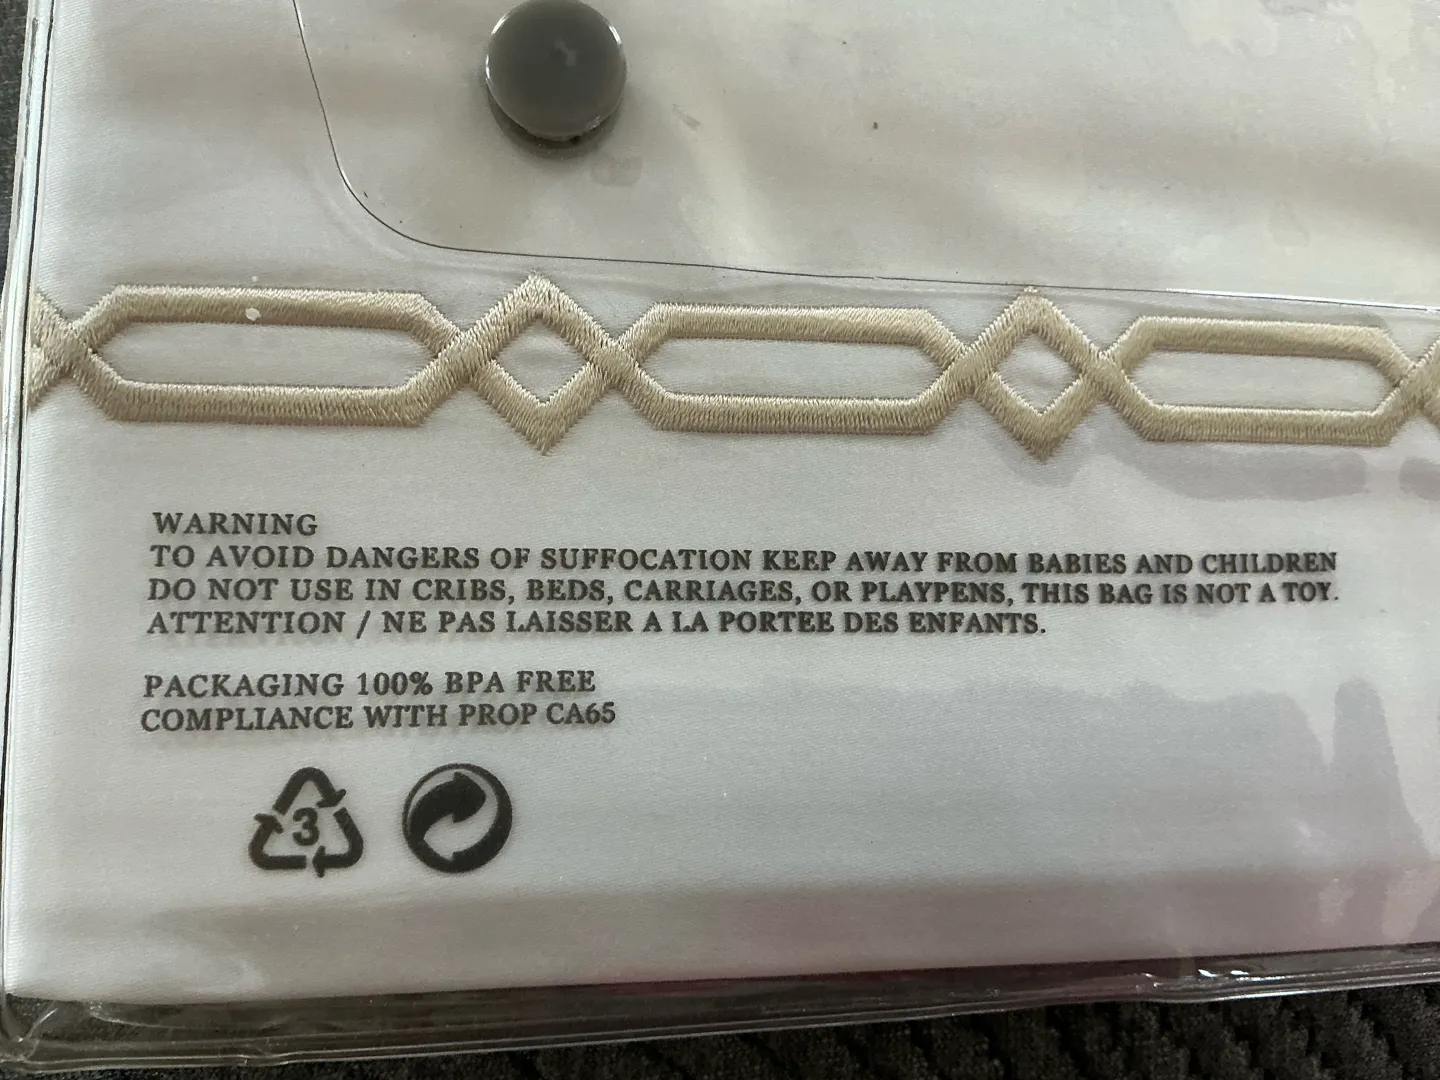 WARNING
TO AVOID DANGERS OF SUFFOCATION KEEP AWAY FROM BABIES AND CHILDREN
DO NOT USE IN CRIBS, BEDS, CARRIAGES, OR PLAYPENS, THIS BAG IS NOT A TOY.
ATTENTION / NE PAS LAISSER A LA PORTEE DES ENFANTS.
PACKAGING 100% BPA FREE
COMPLIANCE WITH PROP CA65
3